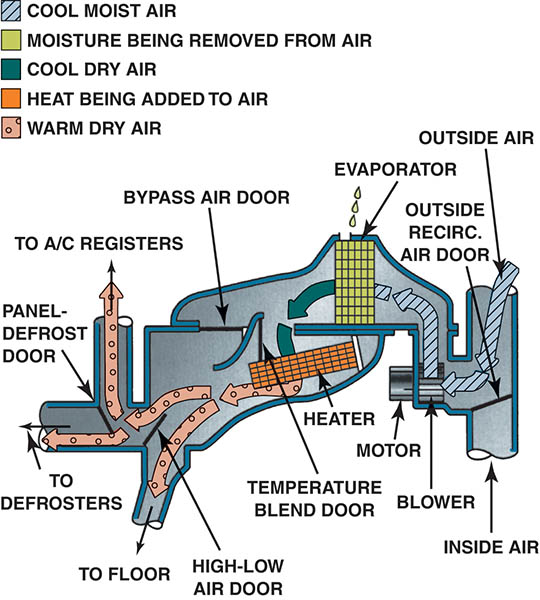 COOL MOIST AIR
MOISTURE BEING REMOVED FROM AIR
COOL DRY AIR
HEAT BEING ADDED TO AIR
WARM DRY AIR
OUTSIDE AIR
EVAPORATOR
BYPASS AIR DOOR
OUTSIDE
RECIRC.
AIR DOOR
TO A/C REGISTERS
PANEL-
DEFROST
DOOR
HEATER
MOTOR
TO
DEFROSTERS
TEMPERATURE
BLEND DOOR
BLOWER
INSIDE AIR
TO FLOOR
HIGH-LOW
AIR DOOR